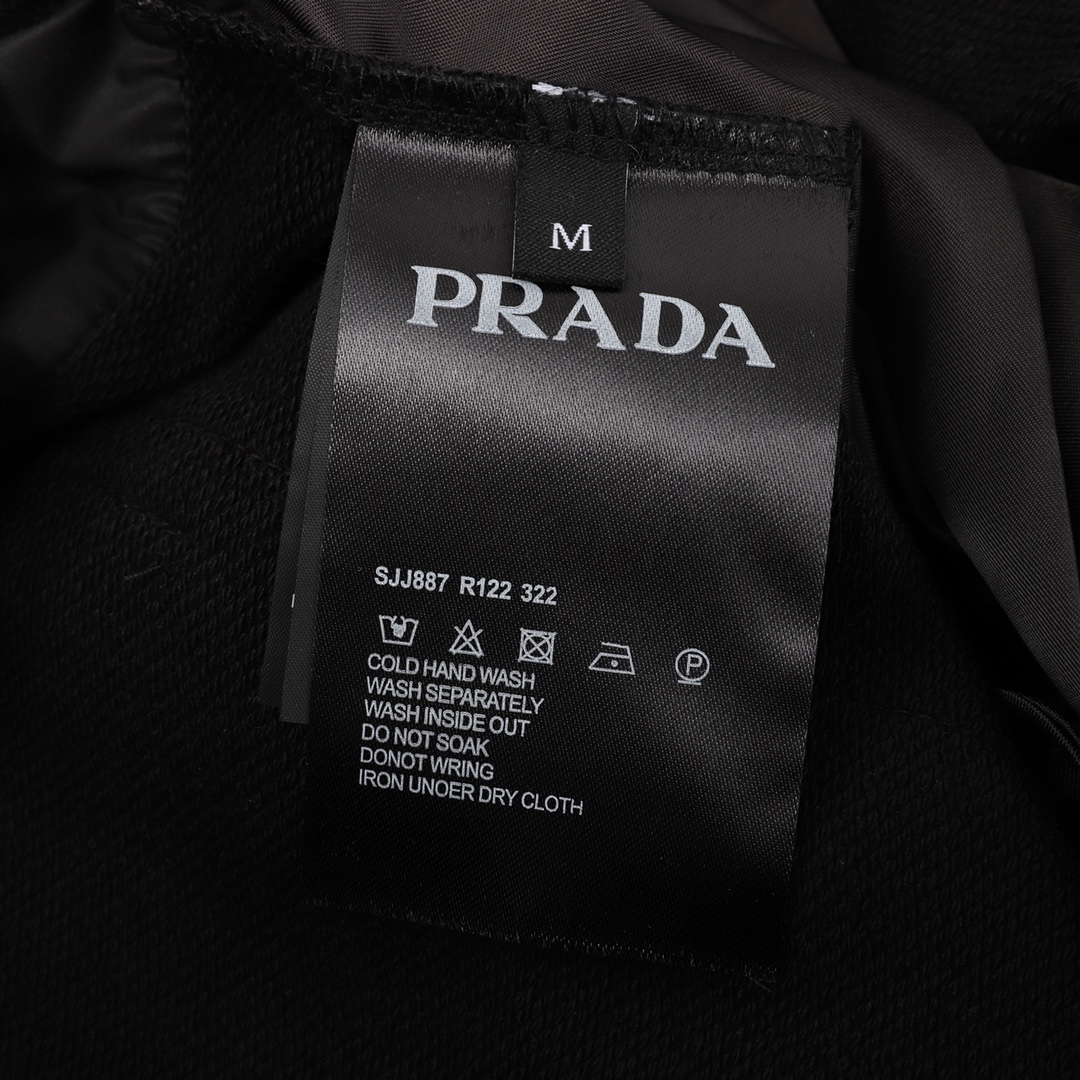 M
PRADA
SJJ887 R122 322
P
COLD HAND WASH
WASH SEPARATELY
WASH INSIDE OUT
DO NOT SOAK
DONOT WRING
IRON UNOER DRY CLOTH